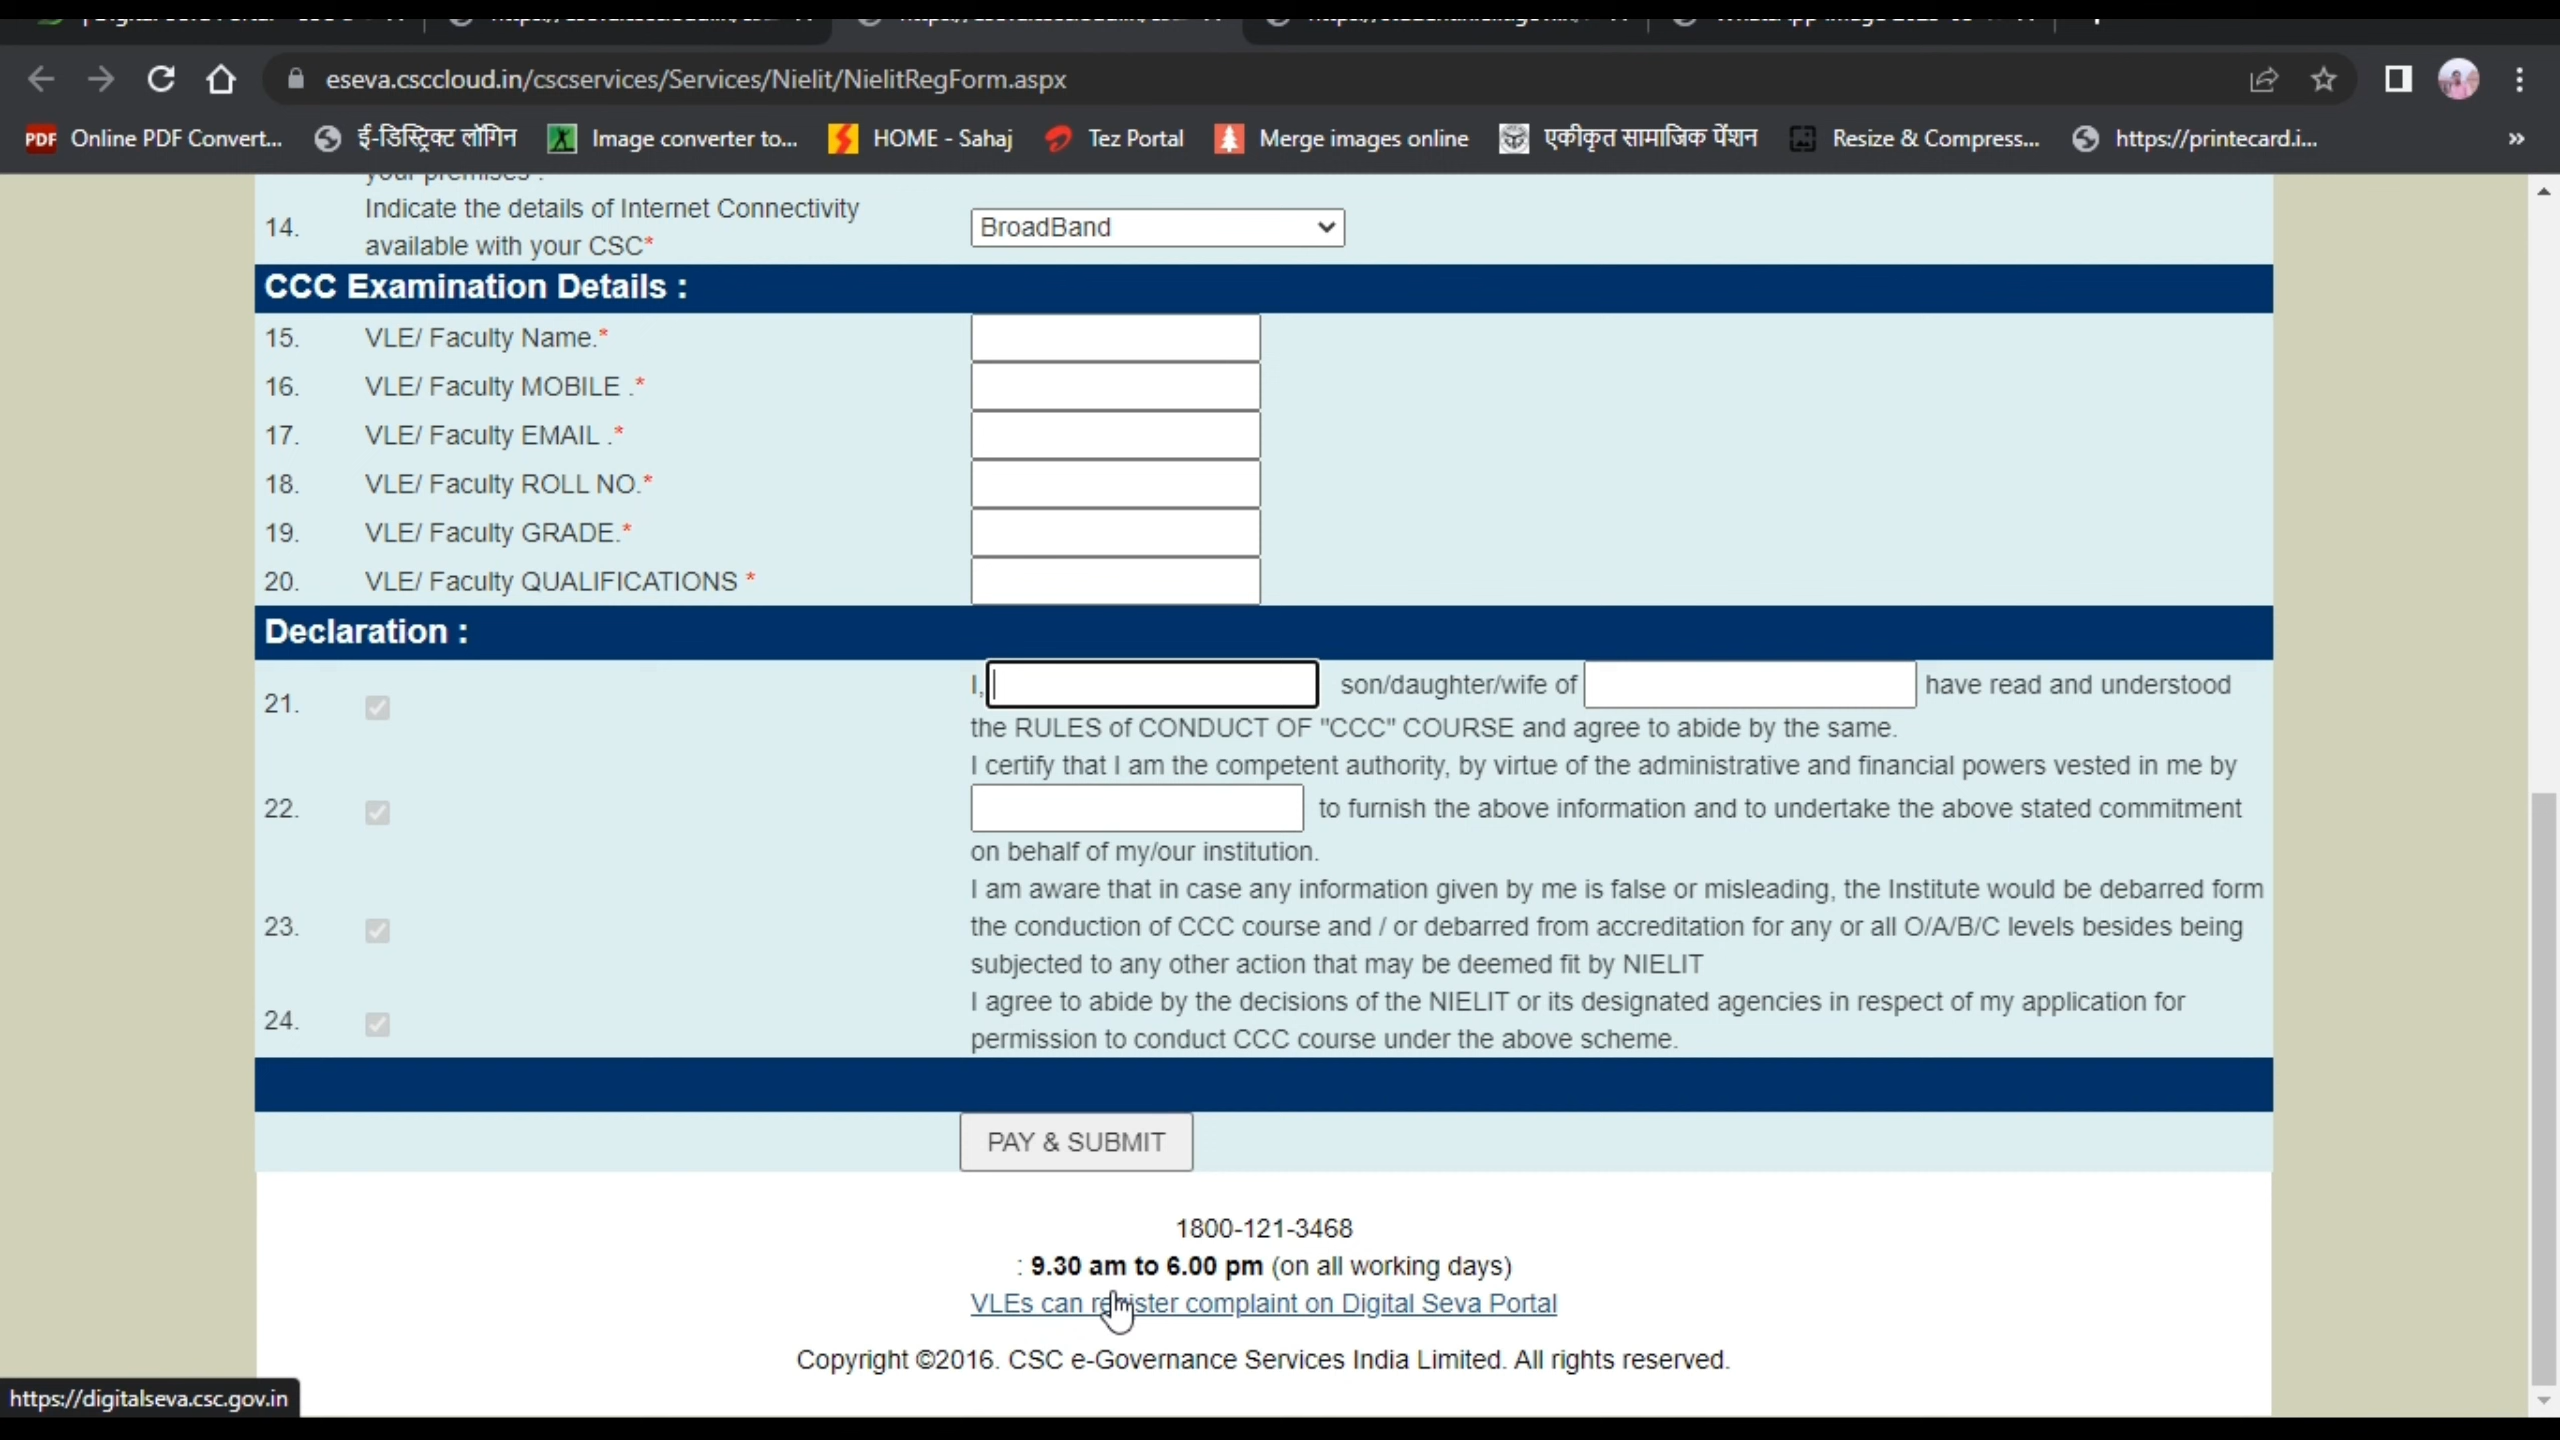 eseva.csccloud.in/cscservices/Services/Nielit/NielitRegForm.aspx
PDF Online PDF Convert... ई-डिस्ट्रिक्ट लॉगिन Image converter to... HOME - Sahaj Tez Portal Merge images online एकीकृत सामाजिक पेंशन Resize & Compress... https://printecard.i... »
your premises .
14. Indicate the details of Internet Connectivity
available with your CSC* BroadBand
CCC Examination Details :
15. VLE/ Faculty Name.*
16. VLE/ Faculty MOBILE .*
17. VLE/ Faculty EMAIL .*
18. VLE/ Faculty ROLL NO.*
19. VLE/ Faculty GRADE.*
20. VLE/ Faculty QUALIFICATIONS *
Declaration :
21. I, son/daughter/wife of have read and understood
the RULES of CONDUCT OF "CCC" COURSE and agree to abide by the same.
I certify that I am the competent authority, by virtue of the administrative and financial powers vested in me by
22. to furnish the above information and to undertake the above stated commitment
on behalf of my/our institution.
I am aware that in case any information given by me is false or misleading, the Institute would be debarred form
23. the conduction of CCC course and / or debarred from accreditation for any or all O/A/B/C levels besides being
subjected to any other action that may be deemed fit by NIELIT
24. I agree to abide by the decisions of the NIELIT or its designated agencies in respect of my application for
permission to conduct CCC course under the above scheme.
PAY & SUBMIT
1800-121-3468
: 9.30 am to 6.00 pm (on all working days)
VLEs can register complaint on Digital Seva Portal
Copyright ©2016. CSC e-Governance Services India Limited. All rights reserved.
https://digitalseva.csc.gov.in